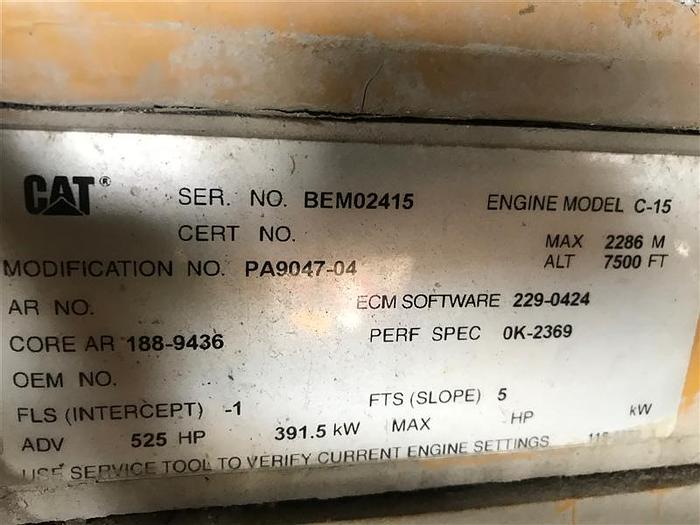 CAT® SER. NO. BEM02415 ENGINE MODEL C-15
CERT NO. MAX 2286 M
MODIFICATION NO. PA9047-04 ALT 7500 FT
AR NO. ECM SOFTWARE 229-0424
CORE AR 188-9436 PERF SPEC 0K-2369
OEM NO.
FLS (INTERCEPT) -1 FTS (SLOPE) 5
ADV 525 HP 391.5 kW MAX HP kW
USE SERVICE TOOL TO VERIFY CURRENT ENGINE SETTINGS